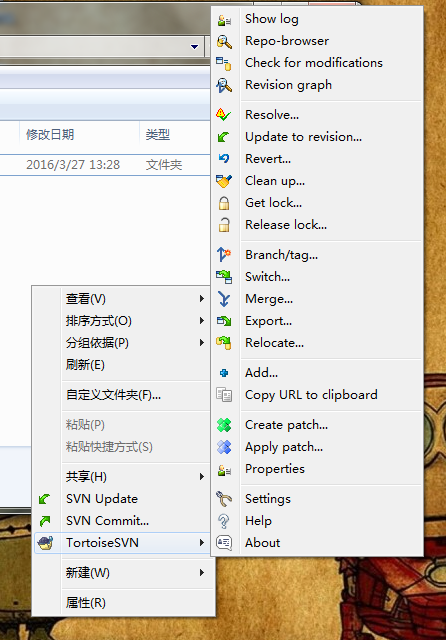 修改日期
类型
2016/3/27 13:28
文件夹
查看(V)
排序方式(O)
分组依据(P)
刷新(E)
自定义文件夹(F)...
粘贴(P)
粘贴快捷方式(S)
共享(H)
SVN Update
SVN Commit...
TortoiseSVN
新建(W)
属性(R)
Show log
Repo-browser
Check for modifications
Revision graph
Resolve...
Update to revision...
Revert...
Clean up...
Get lock...
Release lock...
Branch/tag...
Switch...
Merge...
Export...
Relocate...
Add...
Copy URL to clipboard
Create patch...
Apply patch...
Properties
Settings
Help
About